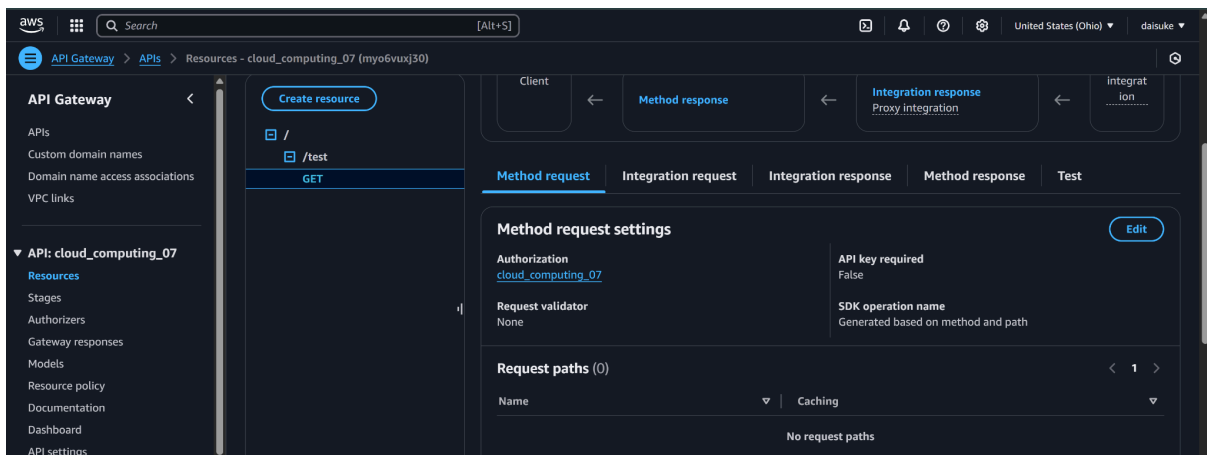 aws
Search
[Alt+S]
United States (Ohio)
daisuke
API Gateway
APIs
Resources - cloud_computing_07 (myo6vuxj30)
API Gateway
APIs
Custom domain names
Domain name access associations
VPC links
API: cloud_computing_07
Resources
Stages
Authorizers
Gateway responses
Models
Resource policy
Documentation
Dashboard
API settings
Create resource
/
/test
GET
Client
Method response
Integration response
Proxy integration
integrat
ion
Method request
Integration request
Integration response
Method response
Test
Method request settings
Edit
Authorization
cloud_computing_07
API key required
False
Request validator
None
SDK operation name
Generated based on method and path
Request paths (0)
1
Name
Caching
No request paths